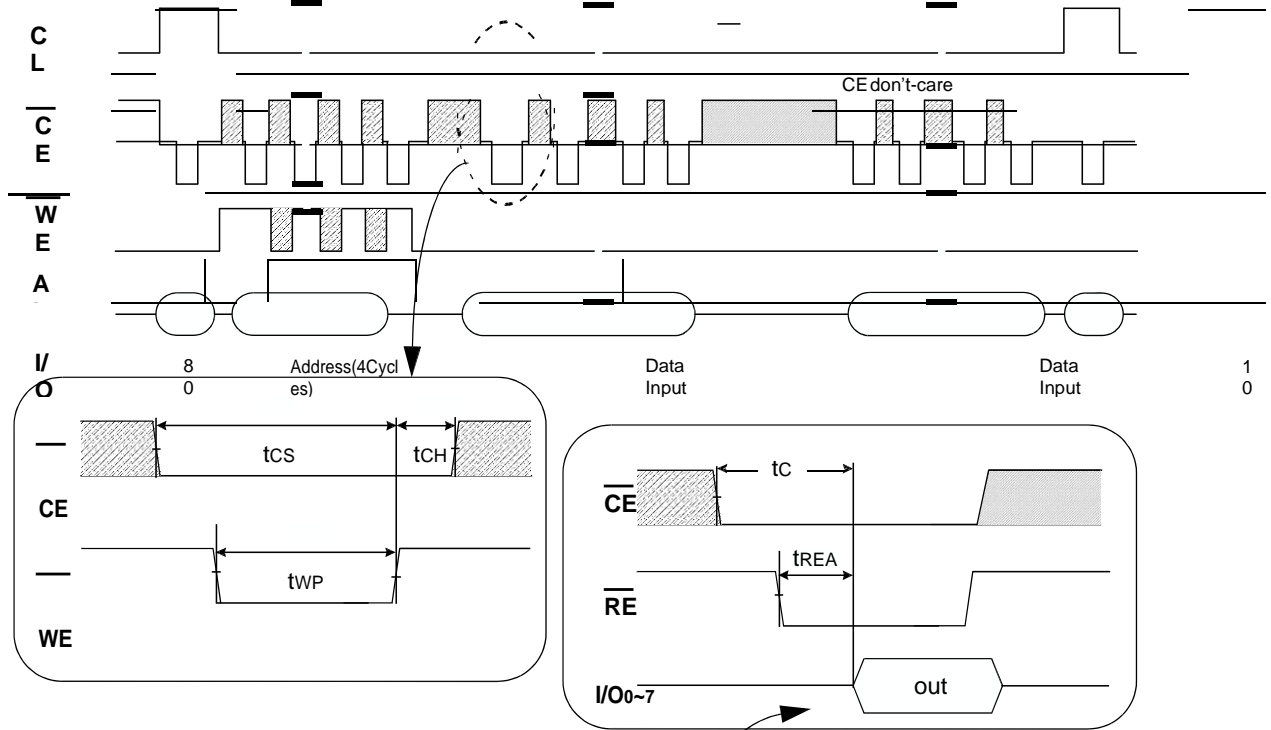 C
L
CE don't-care
C
E
W
E
A
I/
O
8
0
Address(4Cycl
es)
Data
Input
Data
Input
1
0
tCS
tCH
CE
tWP
WE
tC
CE
tREA
RE
I/O0~7
out